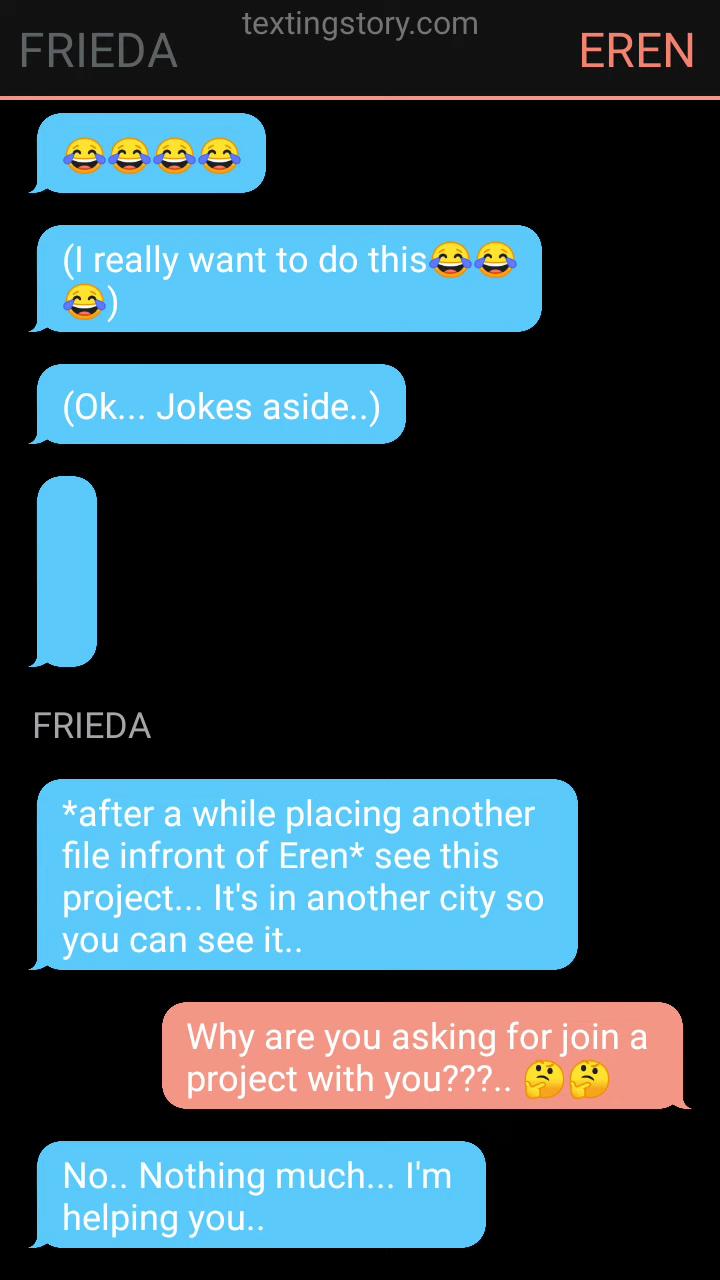 textingstory.com
FRIEDA
EREN
😂😂😂😂
(I really want to do this😂😂
😂)
(Ok... Jokes aside..)
FRIEDA
*after a while placing another
file infront of Eren* see this
project... It's in another city so
you can see it..
Why are you asking for join a
project with you???.. 🤔🤔
No.. Nothing much... I'm
helping you..